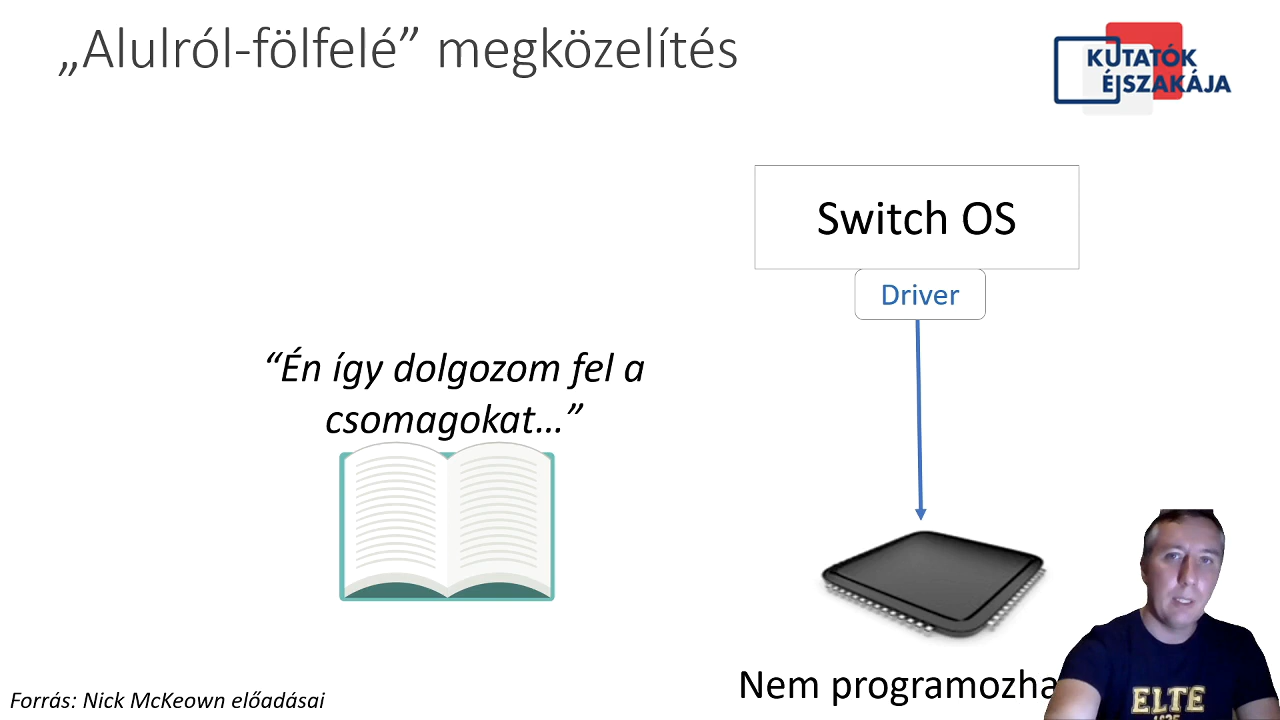 „Alulról-fölfelé” megközelítés
KUTATÓK
ÉJSZAKÁJA
Switch OS
Driver
“Én így dolgozom fel a
csomagokat…”
Nem programozha
ELTE
Forrás: Nick McKeown előadásai